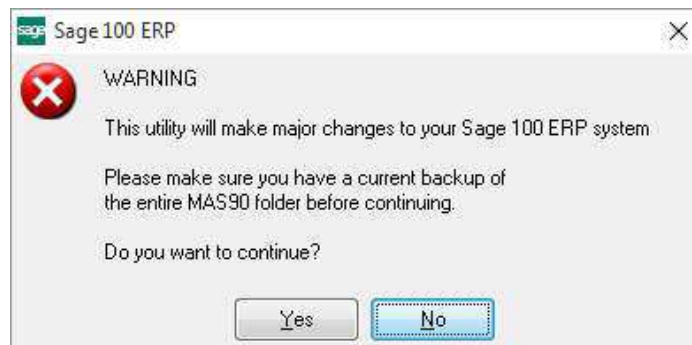 sage Sage 100 ERP
WARNING
This utility will make major changes to your Sage 100 ERP system
Please make sure you have a current backup of
the entire MAS90 folder before continuing.
Do you want to continue?
Yes No